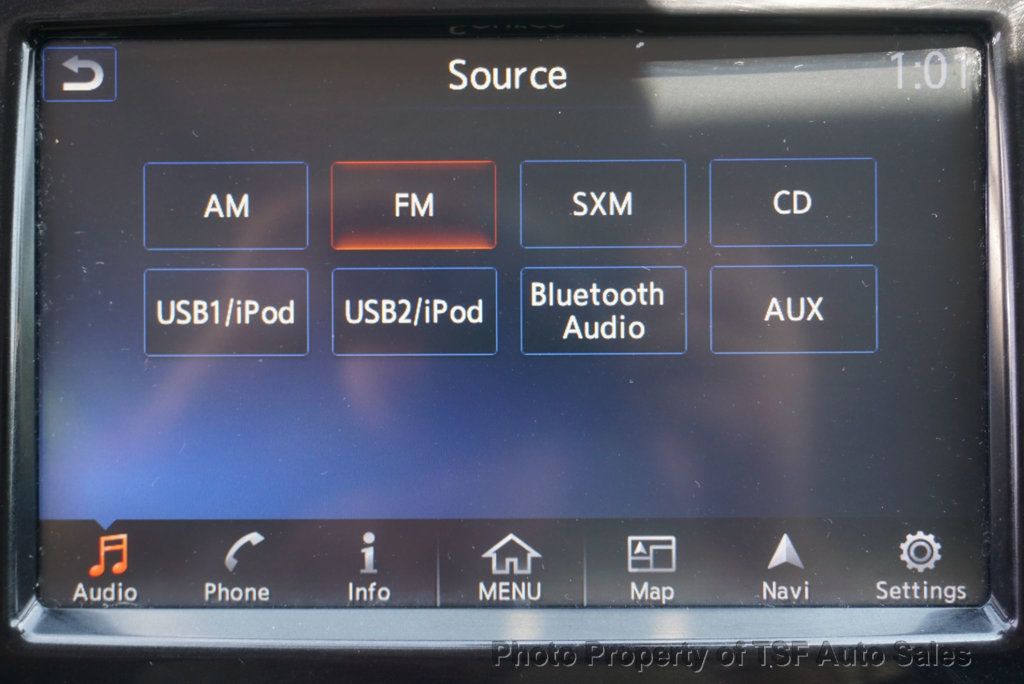 Source
1:01
AM
FM
SXM
CD
USB1/iPod
USB2/iPod
Bluetooth
Audio
AUX
Audio
Phone
Info
MENU
Map
Navi
Settings
Photo Property of TSF Auto Sales